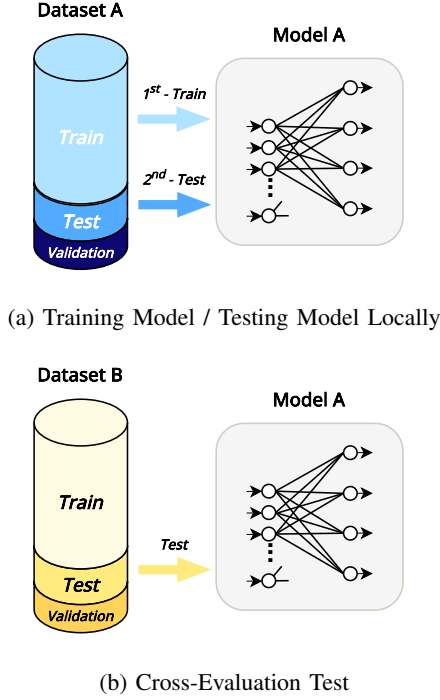 Dataset A
Model A
1st - Train
Train
2nd - Test
Test
Validation
(a) Training Model / Testing Model Locally
Dataset B
Model A
Train
Test
Test
Validation
(b) Cross-Evaluation Test